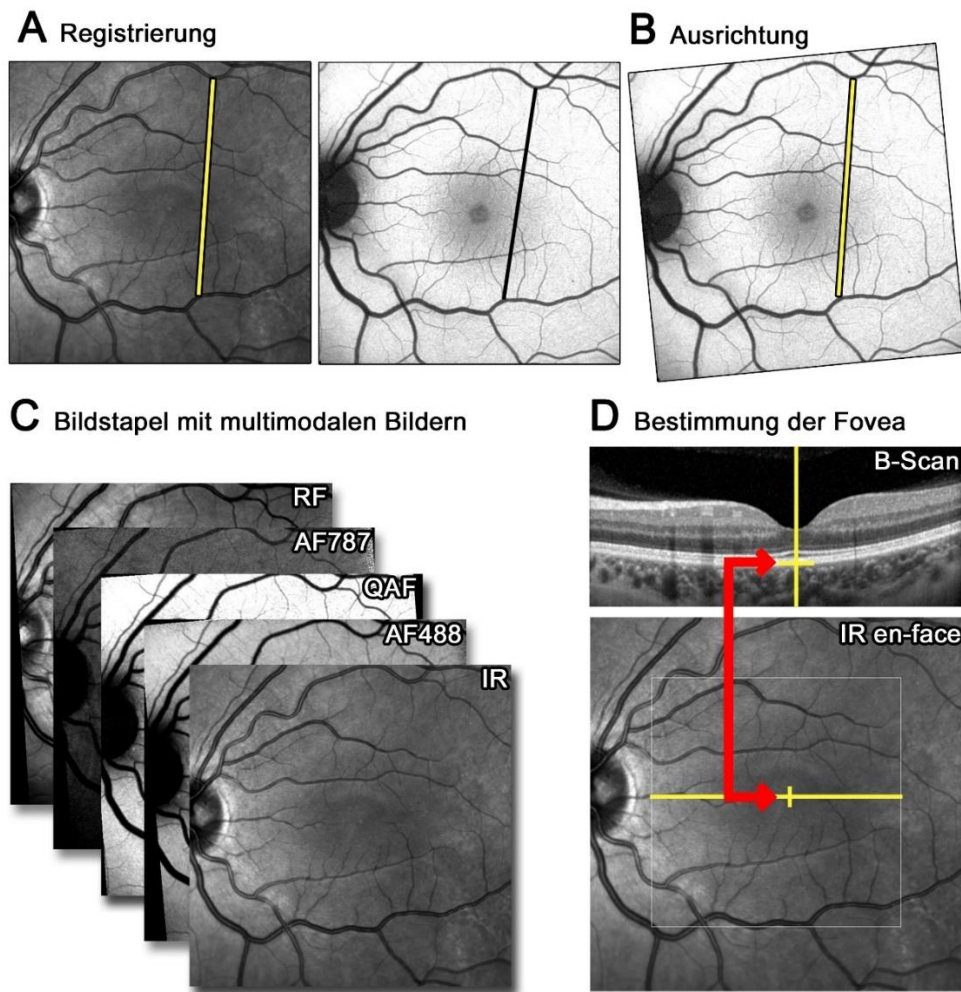 A Registrierung
B Ausrichtung
C Bildstapel mit multimodalen Bildern
RF
AF787
QAF
AF488
IR
D Bestimmung der Fovea
B-Scan
IR en-face